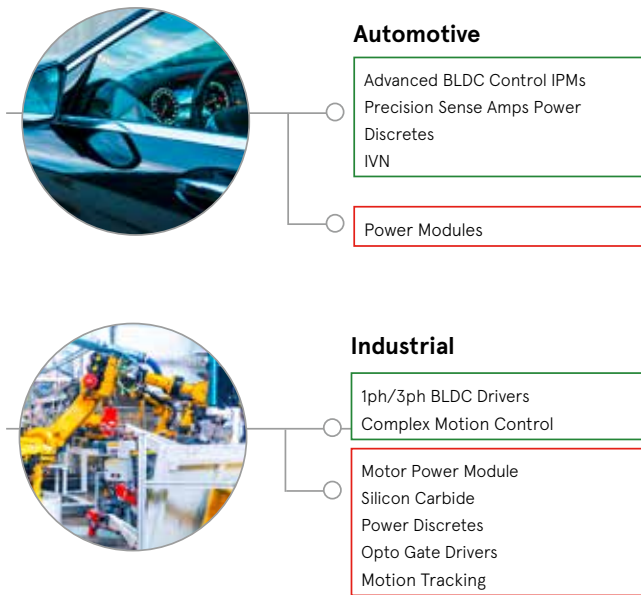 Automotive
Advanced BLDC Control IPMs
Precision Sense Amps Power
Discretes
IVN
Power Modules
Industrial
1ph/3ph BLDC Drivers
Complex Motion Control
Motor Power Module
Silicon Carbide
Power Discretes
Opto Gate Drivers
Motion Tracking